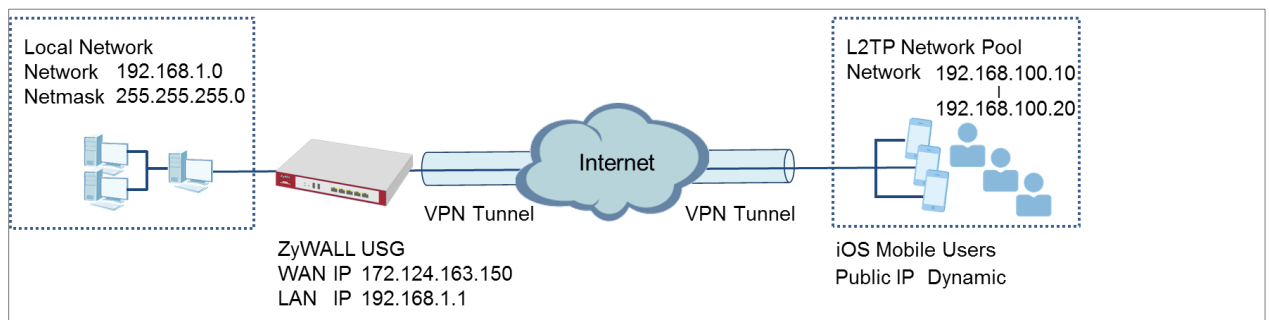 Local Network
Network 192.168.1.0
Netmask 255.255.255.0
L2TP Network Pool
Network 192.168.100.10
|
192.168.100.20
Internet
VPN Tunnel
VPN Tunnel
ZyWALL USG
WAN IP 172.124.163.150
LAN IP 192.168.1.1
iOS Mobile Users
Public IP Dynamic